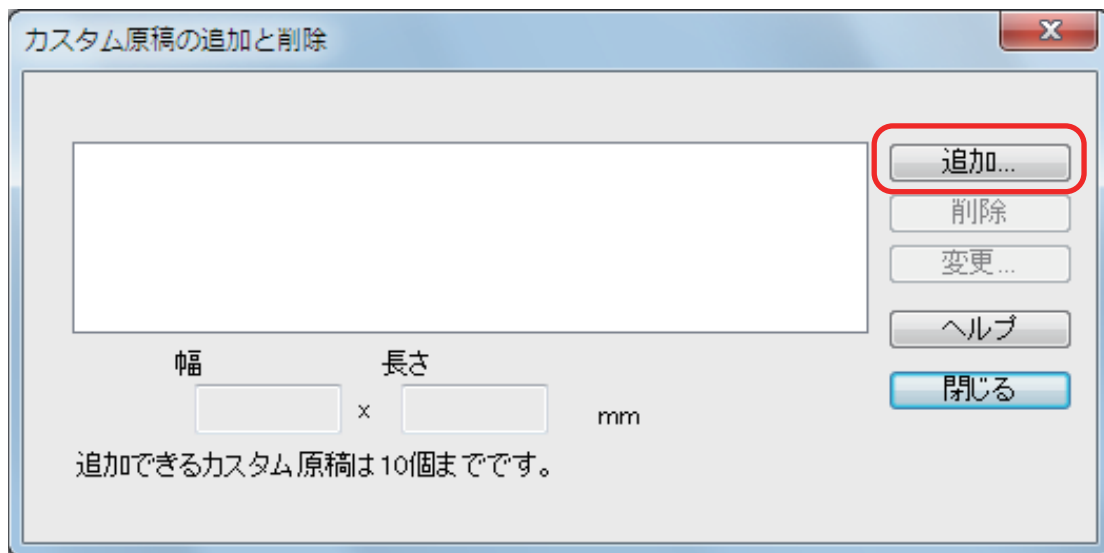 カスタム原稿の追加と削除
x
追加...
削除
変更...
ヘルプ
閉じる
幅 長さ
x mm
追加できるカスタム原稿は10個までです。